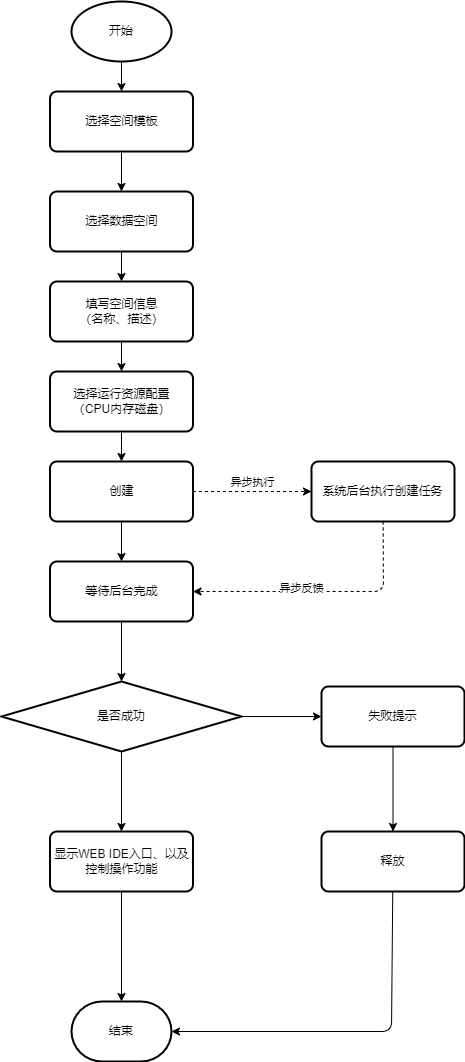 开始
选择空间模板
选择数据空间
填写空间信息
（名称、描述）
选择运行资源配置
（CPU内存磁盘）
创建
异步执行
系统后台执行创建任务
等待后台完成
异步反馈
是否成功
失败提示
显示WEB IDE入口、以及
控制操作功能
释放
结束